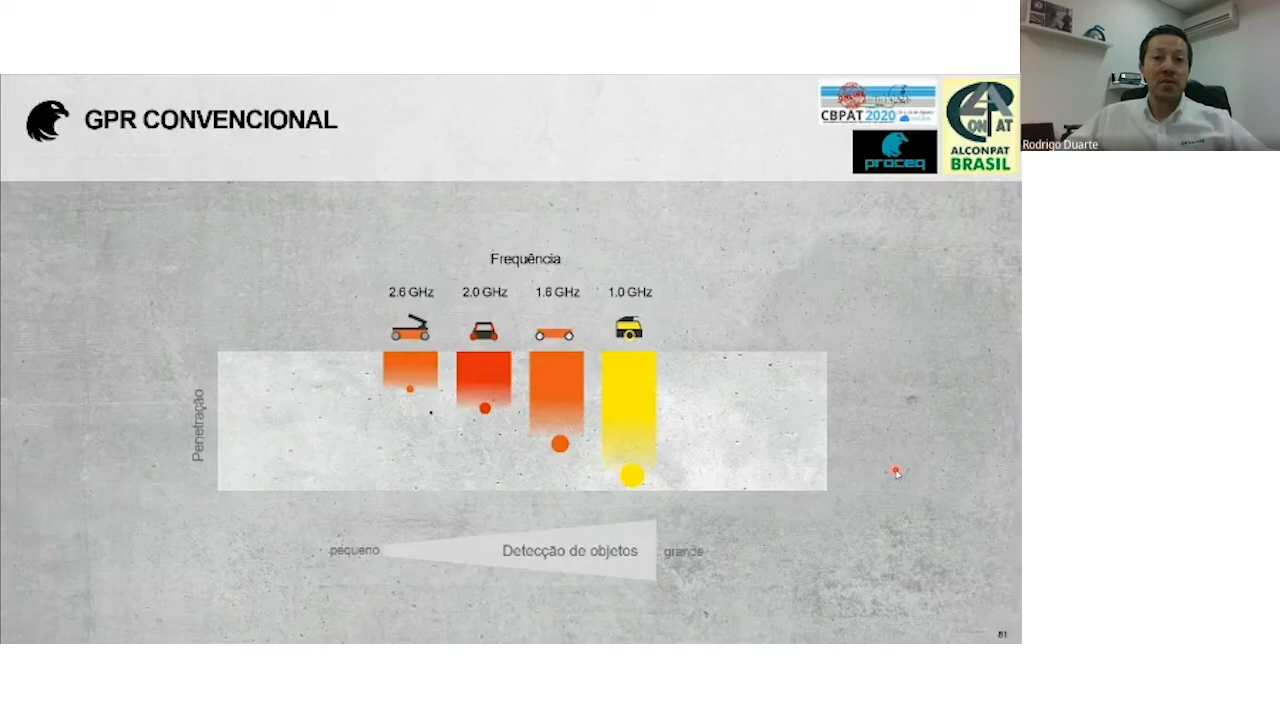 GPR CONVENCIONAL
CBPAT 2020
proceq
ALCONPAT
BRASIL
Rodrigo Duarte
Frequência
2.6 GHz 2.0 GHz 1.6 GHz 1.0 GHz
Penetração
pequeno Detecção de objetos grande
81